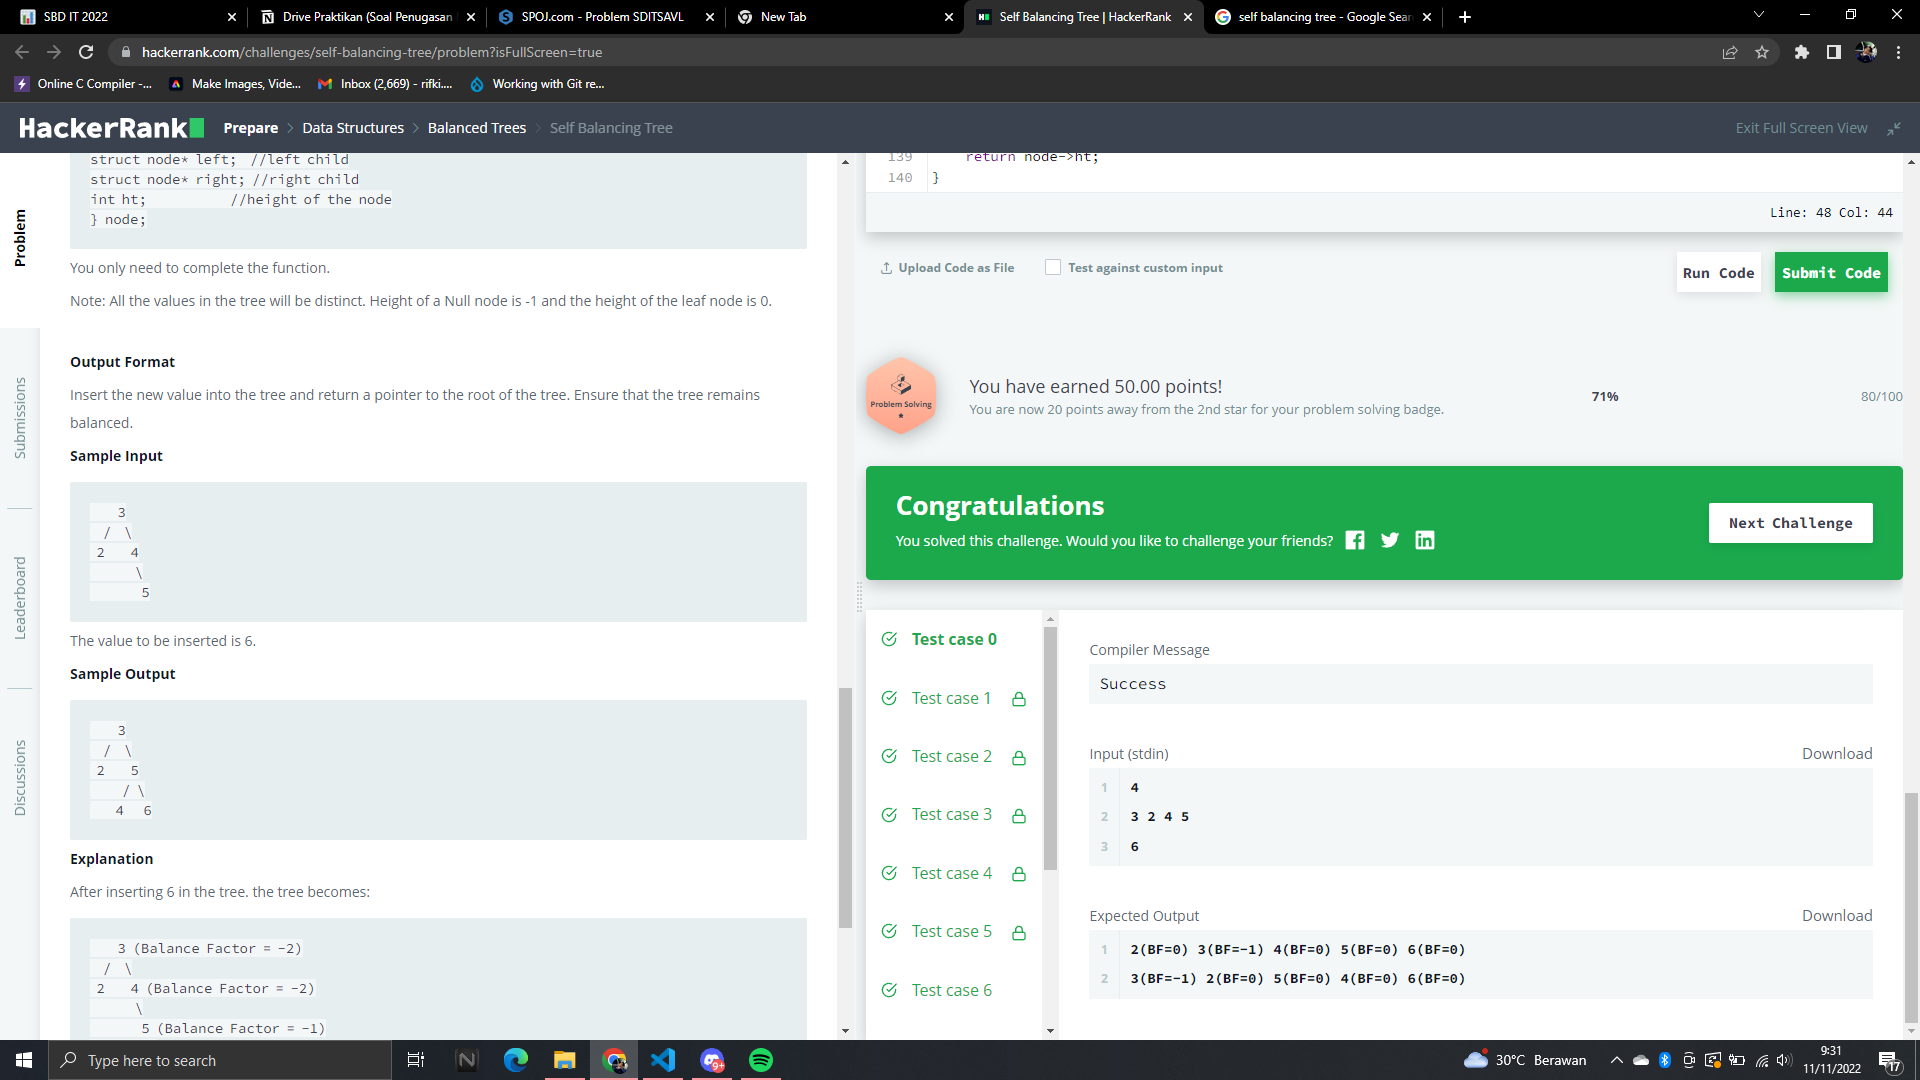 SBD IT 2022
Drive Praktikan (Soal Penugasan
SPOJ.com - Problem SDITSAVL
New Tab
Self Balancing Tree | HackerRank
self balancing tree - Google Sear
hackerrank.com/challenges/self-balancing-tree/problem?isFullScreen=true
Online C Compiler -...
Make Images, Vide...
Inbox (2,669) - rifki....
Working with Git re...
HackerRank
Prepare > Data Structures > Balanced Trees > Self Balancing Tree
Exit Full Screen View
Problem
Submissions
Leaderboard
Discussions
struct node* left; //left child
struct node* right; //right child
int ht; //height of the node
} node;
You only need to complete the function.
Note: All the values in the tree will be distinct. Height of a Null node is -1 and the height of the leaf node is 0.
Output Format
Insert the new value into the tree and return a pointer to the root of the tree. Ensure that the tree remains
balanced.
Sample Input
3
/ \
2 4
\
5
The value to be inserted is 6.
Sample Output
3
/ \
2 5
/ \
4 6
Explanation
After inserting 6 in the tree. the tree becomes:
3 (Balance Factor = -2)
/ \
2 4 (Balance Factor = -2)
\
5 (Balance Factor = -1)
139 return node->ht;
140 }
Line: 48 Col: 44
Upload Code as File
Test against custom input
Run Code
Submit Code
Problem Solving
You have earned 50.00 points!
You are now 20 points away from the 2nd star for your problem solving badge.
71%
80/100
Congratulations
You solved this challenge. Would you like to challenge your friends?
Next Challenge
Test case 0
Test case 1
Test case 2
Test case 3
Test case 4
Test case 5
Test case 6
Compiler Message
Success
Input (stdin)
Download
1 4
2 3 2 4 5
3 6
Expected Output
Download
1 2(BF=0) 3(BF=-1) 4(BF=0) 5(BF=0) 6(BF=0)
2 3(BF=-1) 2(BF=0) 5(BF=0) 4(BF=0) 6(BF=0)
Type here to search
9+
30°C Berawan
9:31
11/11/2022
17